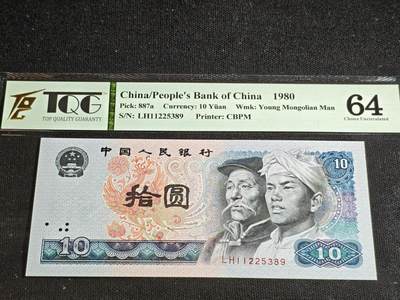 TQG
TOP QUALITY GUARANTY
China/People's Bank of China 1980
Pick: 887a Currency: 10 Yüan Wmk: Young Mongolian Man
S/N: LH11225389 Printer: CBPM
64
Choice Uncirculated
中国人民银行
10
拾圆
10
LH11225389
10